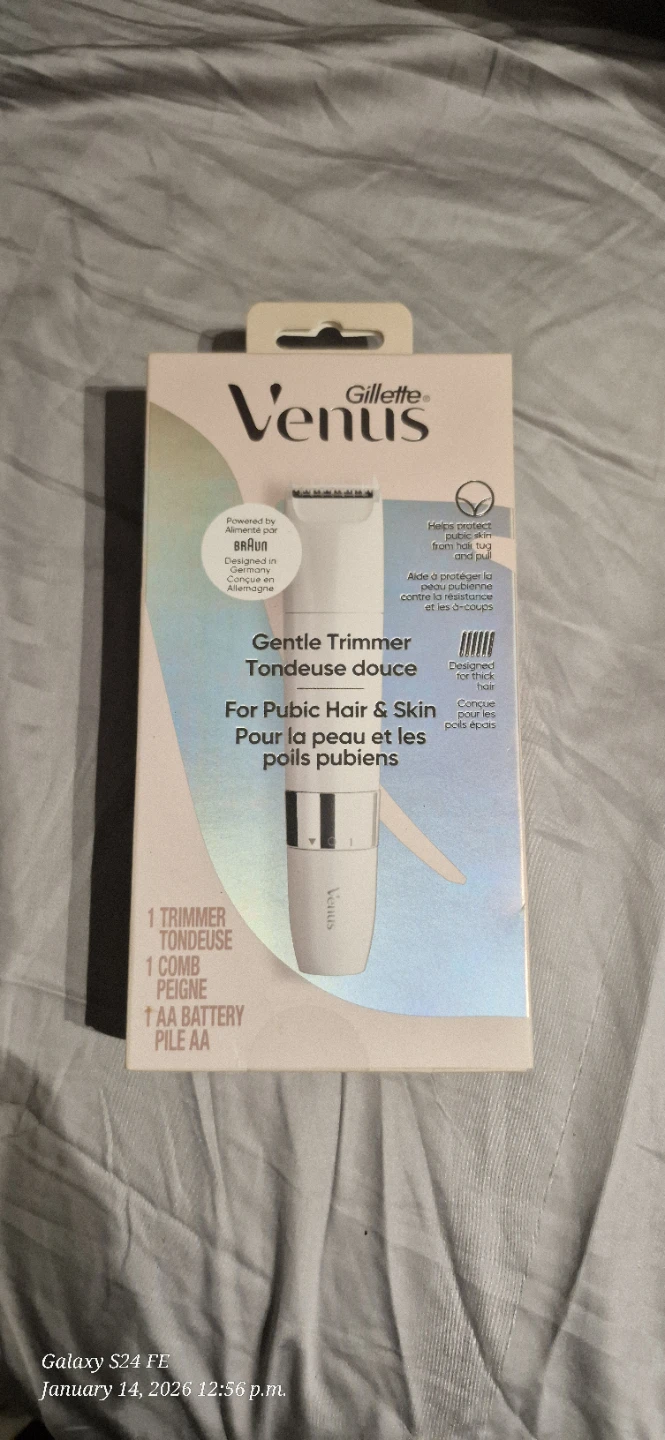 Gillette®
Venus
Powered by
Alimenté par
BRAUN
Designed in
Germany
Conçue en
Allemagne
Helps protect
pubic skin
from hair tug
and pull
Aide à protéger la
peau pubienne
contre la résistance
et les à-coups
Gentle Trimmer
Tondeuse douce
Designed
for thick
hair
For Pubic Hair & Skin
Pour la peau et les
poils pubiens
Conçue
pour les
poils épais
Venus
1 TRIMMER
TONDEUSE
1 COMB
PEIGNE
1 AA BATTERY
PILE AA
Galaxy S24 FE
January 14, 2026 12:56 p.m.